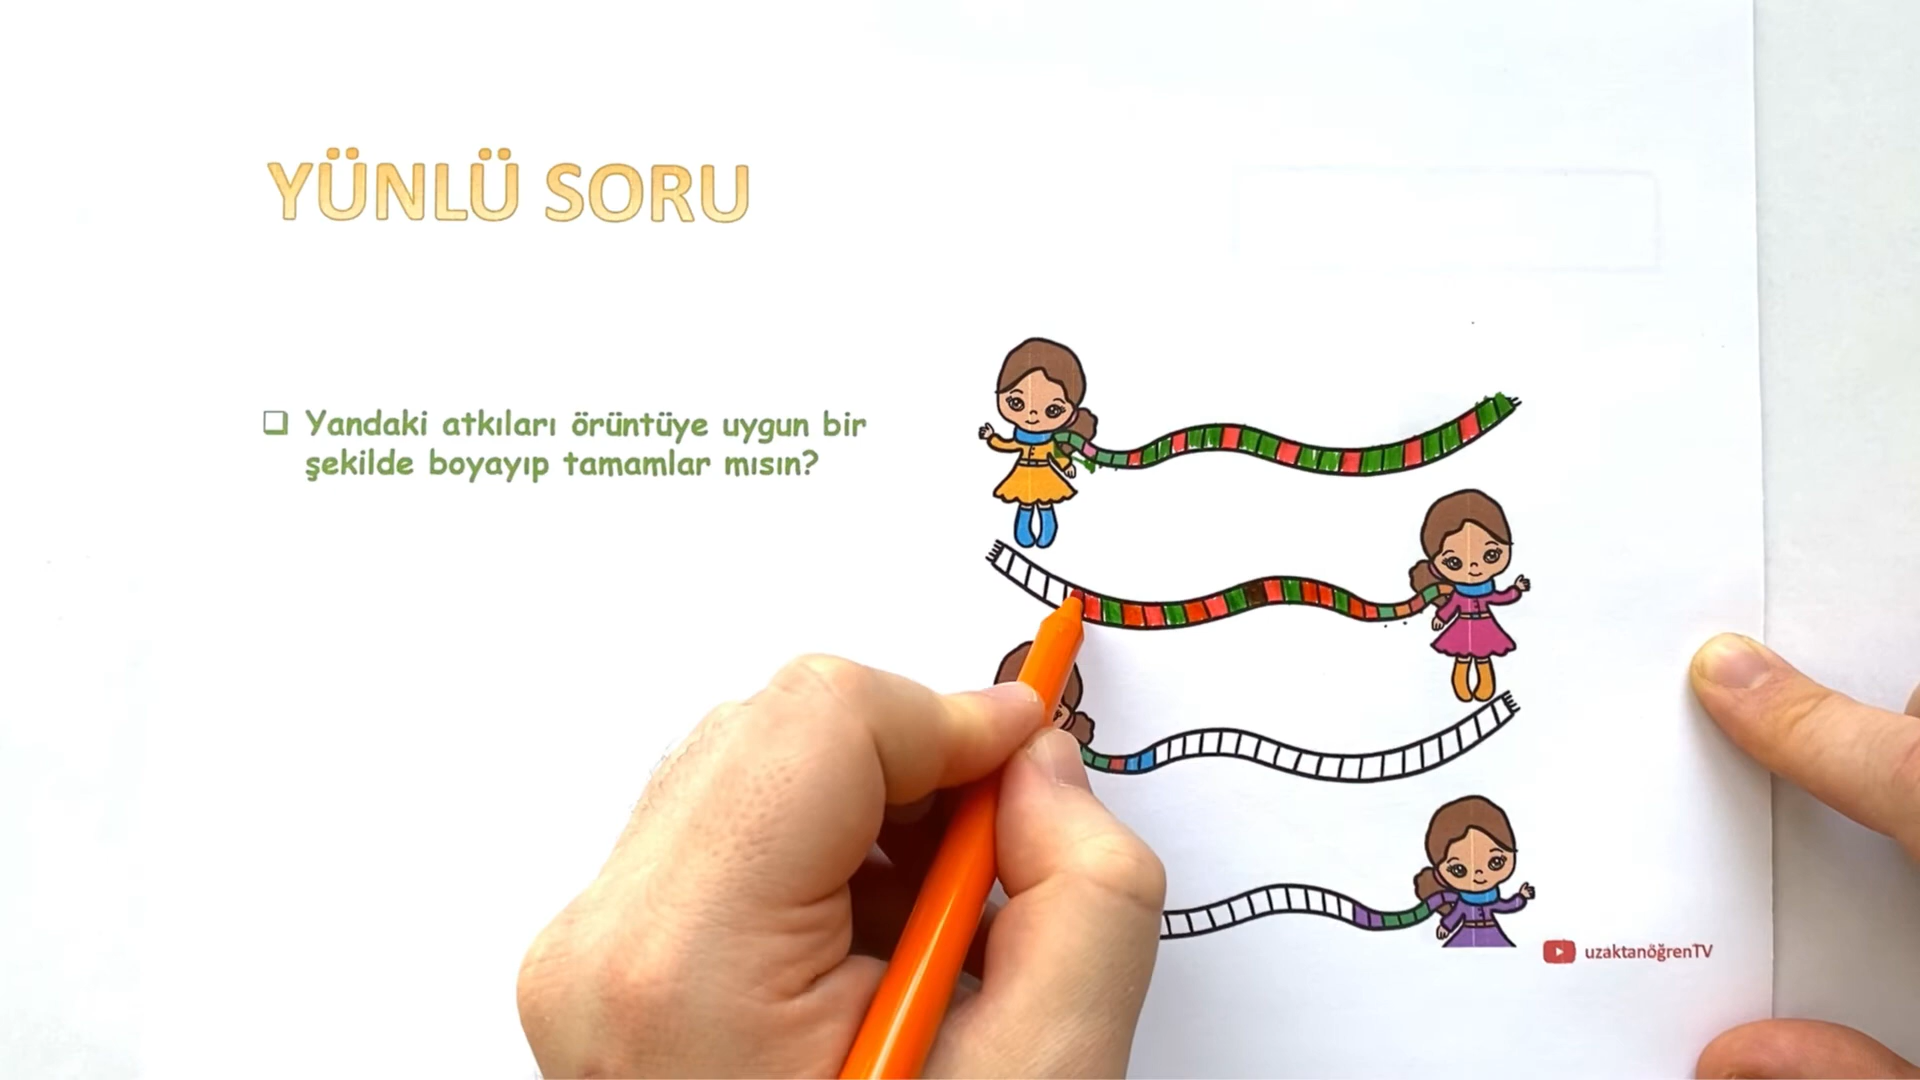 YÜNLÜ SORU
Yandaki atkıları örüntüye uygun bir
şekilde boyayıp tamamlar mısın?
uzaktanöğrenTV